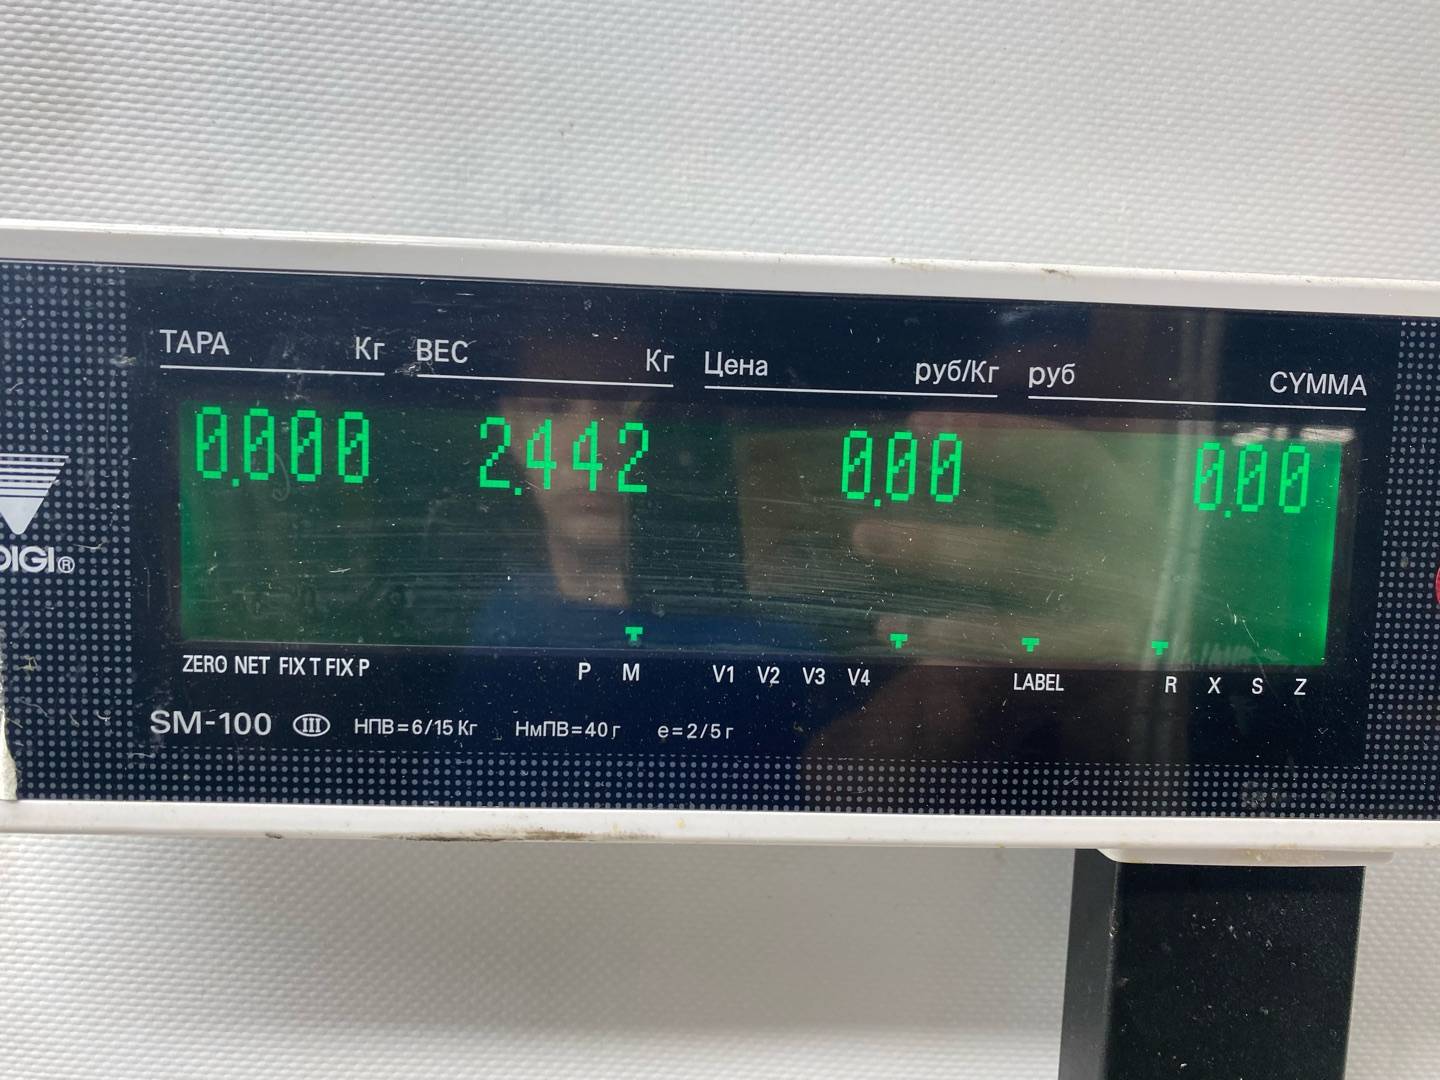 ТАРА Кг ВЕС Кг Цена руб/Кг руб СУММА
0.000 2.442 0.00 0.00
ZERO NET FIX T FIX P P M V1 V2 V3 V4 LABEL R X S Z
DIGI®
SM-100 III НПВ=6/15 Кг НмПВ=40 г e=2/5 г